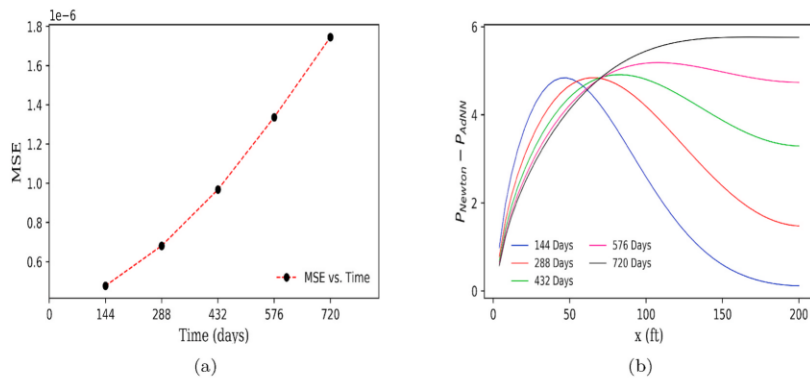 1e−6
1.8
1.6
1.4
1.2
1.0
0.8
0.6
MSE
0 144 288 432 576 720
Time (days)
MSE vs. Time
(a)
6
4
2
0
P_Newton − P_AdNN
144 Days
288 Days
432 Days
576 Days
720 Days
0 50 100 150 200
x (ft)
(b)